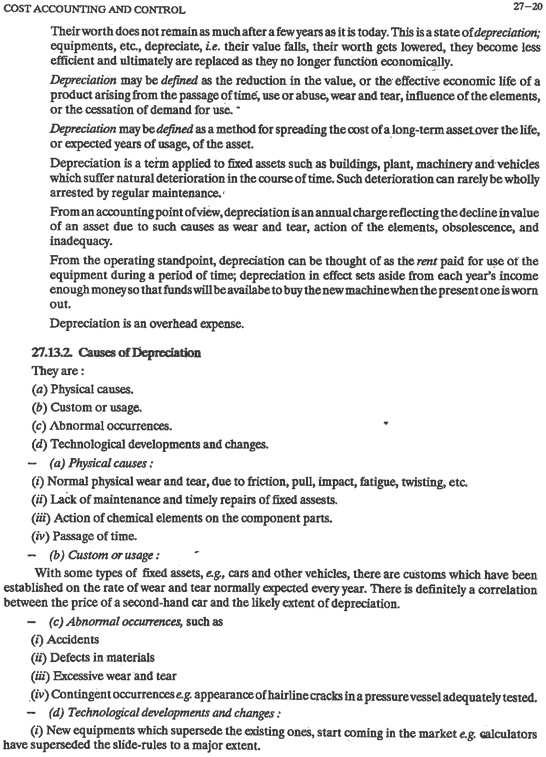 COST ACCOUNTING AND CONTROL 27–20
Their worth does not remain as much after a few years as it is today. This is a state of depreciation;
equipments, etc., depreciate, i.e. their value falls, their worth gets lowered, they become less
efficient and ultimately are replaced as they no longer function economically.
Depreciation may be defined as the reduction in the value, or the effective economic life of a
product arising from the passage of time, use or abuse, wear and tear, influence of the elements,
or the cessation of demand for use.
Depreciation may be defined as a method for spreading the cost of a long-term asset over the life,
or expected years of usage, of the asset.
Depreciation is a term applied to fixed assets such as buildings, plant, machinery and vehicles
which suffer natural deterioration in the course of time. Such deterioration can rarely be wholly
arrested by regular maintenance.
From an accounting point of view, depreciation is an annual charge reflecting the decline in value
of an asset due to such causes as wear and tear, action of the elements, obsolescence, and
inadequacy.
From the operating standpoint, depreciation can be thought of as the rent paid for use of the
equipment during a period of time; depreciation in effect sets aside from each year's income
enough money so that funds will be availabe to buy the new machine when the present one is worn
out.
Depreciation is an overhead expense.
27.13.2. Causes of Depreciation
They are :
(a) Physical causes.
(b) Custom or usage.
(c) Abnormal occurrences.
(d) Technological developments and changes.
– (a) Physical causes :
(i) Normal physical wear and tear, due to friction, pull, impact, fatigue, twisting, etc.
(ii) Lack of maintenance and timely repairs of fixed assests.
(iii) Action of chemical elements on the component parts.
(iv) Passage of time.
– (b) Custom or usage :
With some types of fixed assets, e.g., cars and other vehicles, there are customs which have been
established on the rate of wear and tear normally expected every year. There is definitely a correlation
between the price of a second-hand car and the likely extent of depreciation.
– (c) Abnormal occurrences, such as
(i) Accidents
(ii) Defects in materials
(iii) Excessive wear and tear
(iv) Contingent occurrences e.g. appearance of hairline cracks in a pressure vessel adequately tested.
– (d) Technological developments and changes :
(i) New equipments which supersede the existing ones, start coming in the market e.g. calculators
have superseded the slide-rules to a major extent.